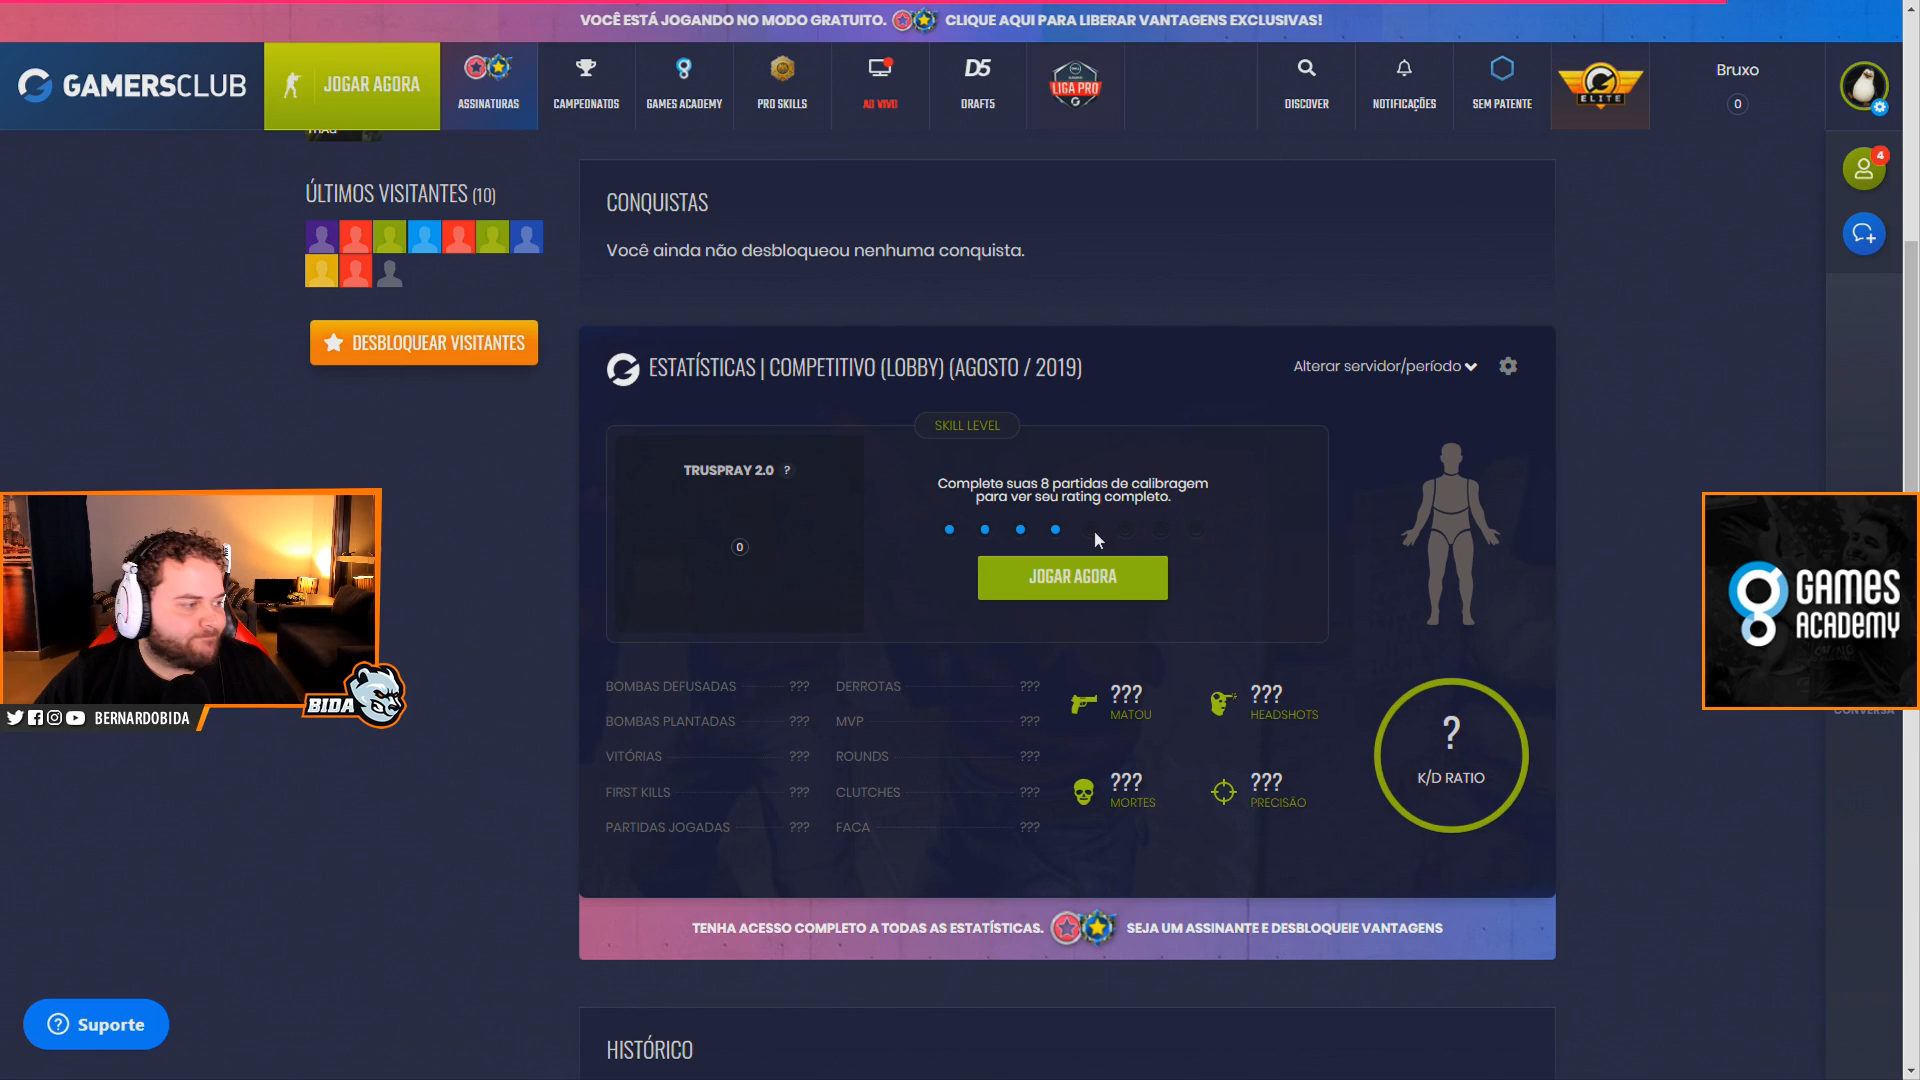 VOCÊ ESTÁ JOGANDO NO MODO GRATUITO. CLIQUE AQUI PARA LIBERAR VANTAGENS EXCLUSIVAS!
GAMERSCLUB
JOGAR AGORA
ASSINATURAS
CAMPEONATOS
GAMES ACADEMY
PRO SKILLS
AO VIVO!
D5
DRAFT5
LIGA PRO
DISCOVER
NOTIFICAÇÕES
SEM PATENTE
ELITE
Bruxo
0
4
ÚLTIMOS VISITANTES (10)
DESBLOQUEAR VISITANTES
CONQUISTAS
Você ainda não desbloqueou nenhuma conquista.
ESTATÍSTICAS | COMPETITIVO (LOBBY) (AGOSTO / 2019)
Alterar servidor/período
SKILL LEVEL
TRUSPRAY 2.0 ?
0
Complete suas 8 partidas de calibragem
para ver seu rating completo.
JOGAR AGORA
BOMBAS DEFUSADAS ???
BOMBAS PLANTADAS ???
VITÓRIAS ???
FIRST KILLS ???
PARTIDAS JOGADAS ???
DERROTAS ???
MVP ???
ROUNDS ???
CLUTCHES ???
FACA ???
???
MATOU
???
HEADSHOTS
???
MORTES
???
PRECISÃO
?
K/D RATIO
TENHA ACESSO COMPLETO A TODAS AS ESTATÍSTICAS. SEJA UM ASSINANTE E DESBLOQUEIE VANTAGENS
HISTÓRICO
BIDA
BERNARDOBIDA
GAMES
ACADEMY
CONVERSA
? Suporte